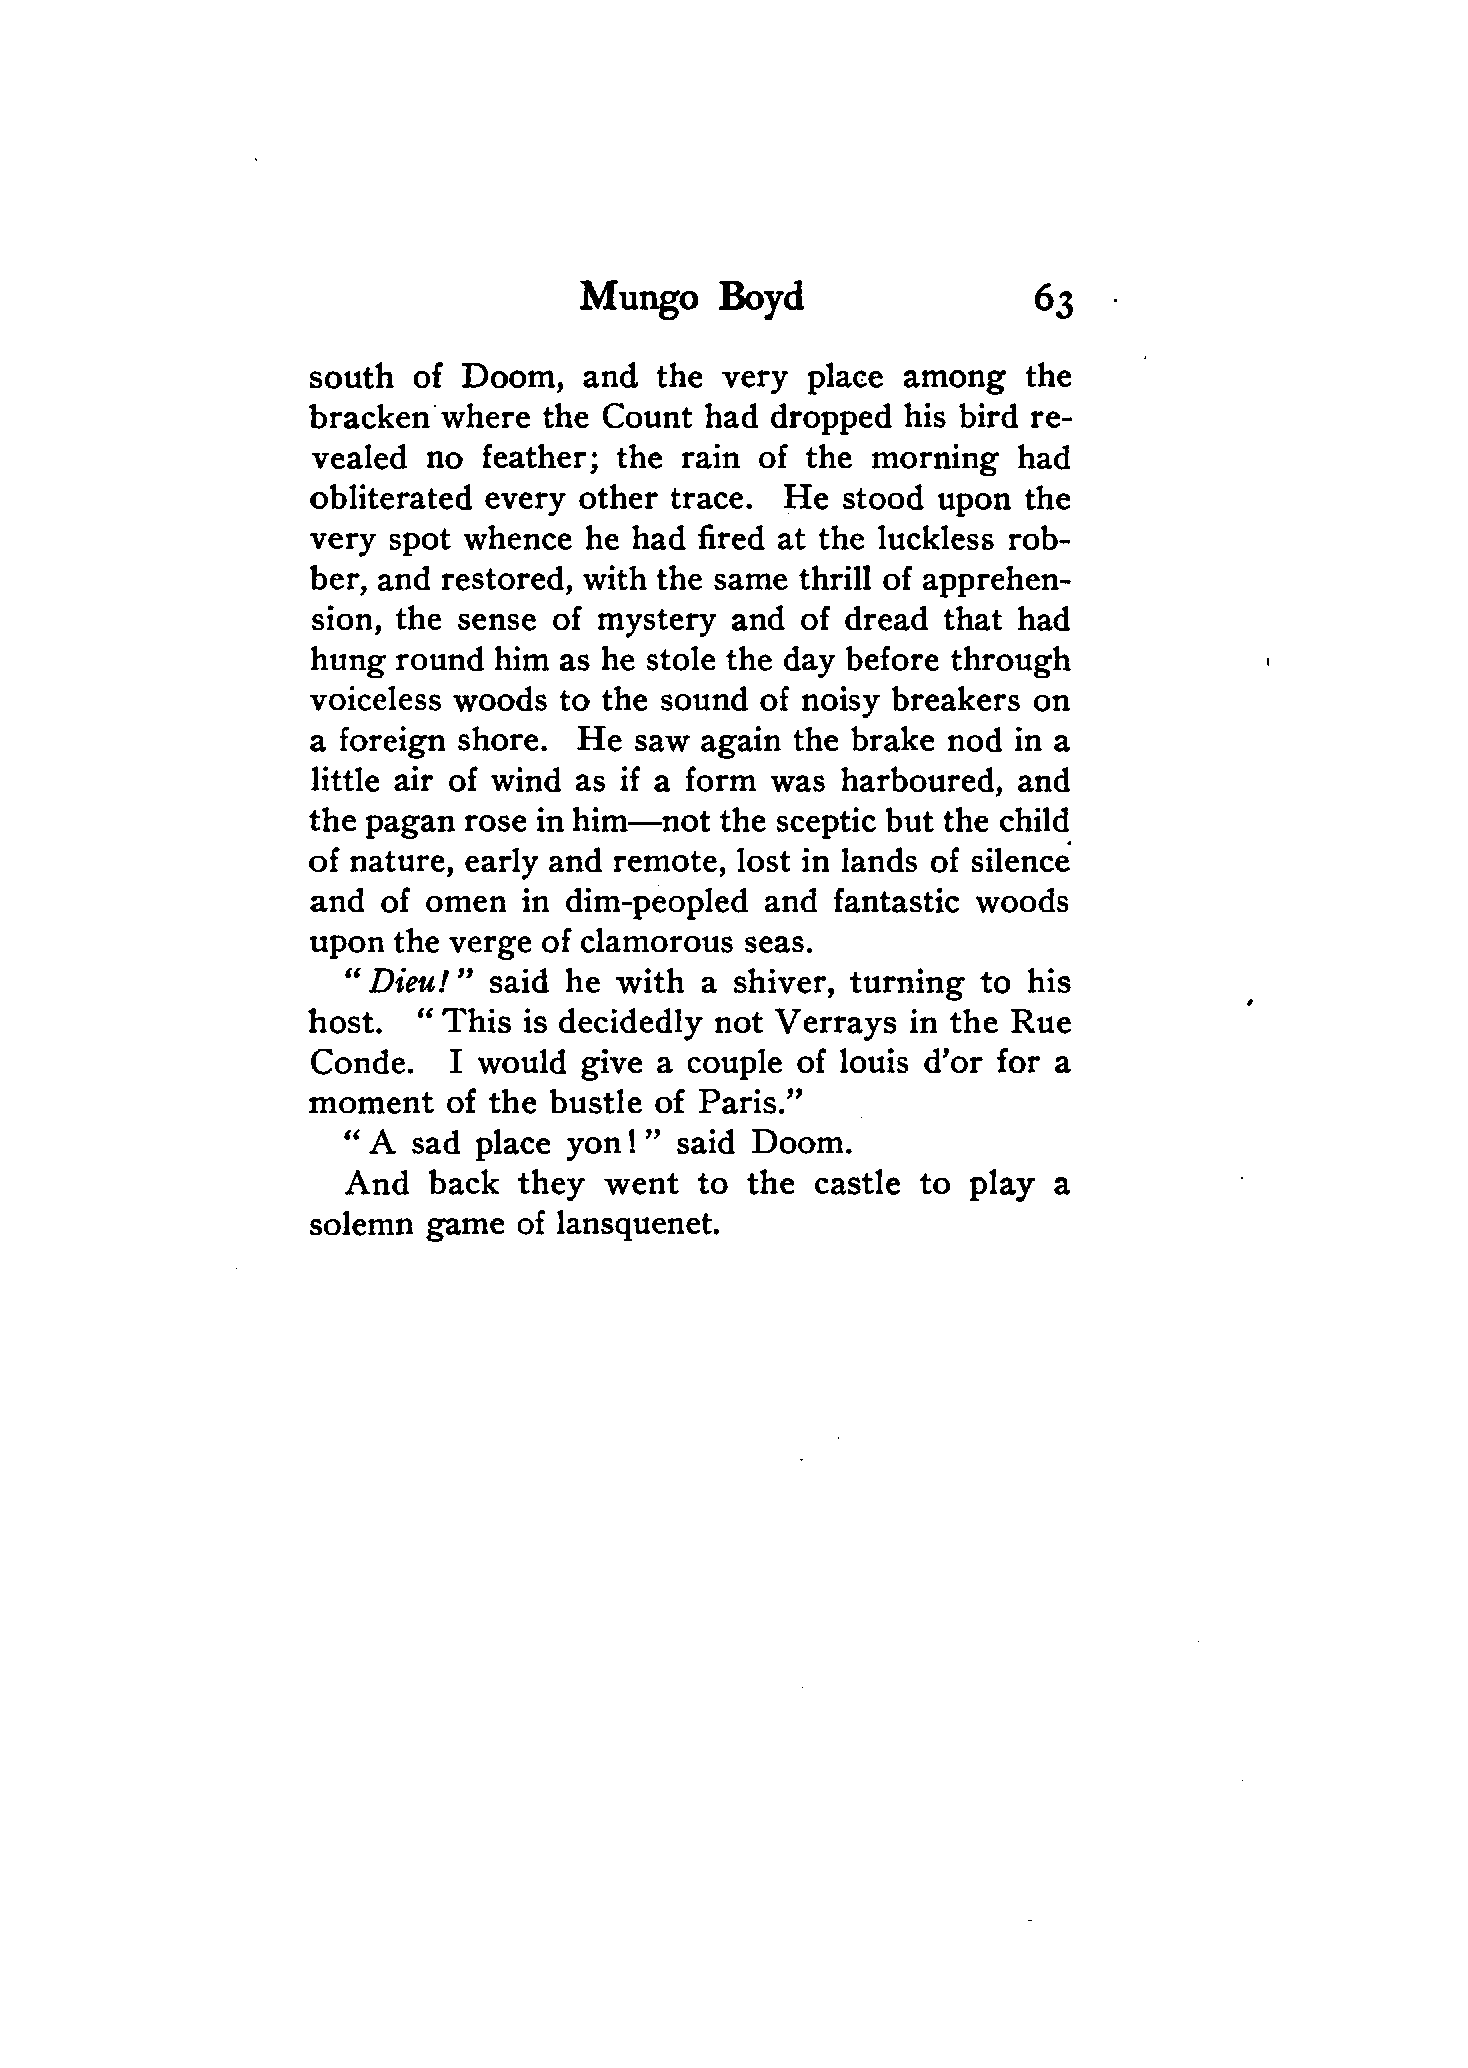 Mungo Boyd 63
south of Doom, and the very place among the
bracken where the Count had dropped his bird re-
vealed no feather; the rain of the morning had
obliterated every other trace. He stood upon the
very spot whence he had fired at the luckless rob-
ber, and restored, with the same thrill of apprehen-
sion, the sense of mystery and of dread that had
hung round him as he stole the day before through
voiceless woods to the sound of noisy breakers on
a foreign shore. He saw again the brake nod in a
little air of wind as if a form was harboured, and
the pagan rose in him—not the sceptic but the child
of nature, early and remote, lost in lands of silence
and of omen in dim-peopled and fantastic woods
upon the verge of clamorous seas.
“Dieu!” said he with a shiver, turning to his
host. “This is decidedly not Verrays in the Rue
Conde. I would give a couple of louis d’or for a
moment of the bustle of Paris.”
“A sad place yon!” said Doom.
And back they went to the castle to play a
solemn game of lansquenet.